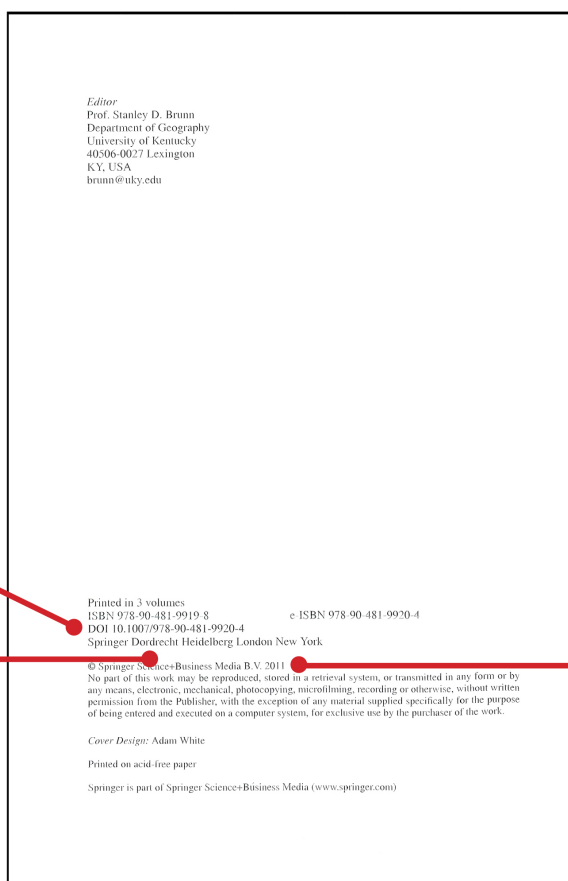 Editor
Prof. Stanley D. Brunn
Department of Geography
University of Kentucky
40506-0027 Lexington
KY, USA
brunn@uky.edu
Printed in 3 volumes
ISBN 978-90-481-9919-8 e-ISBN 978-90-481-9920-4
DOI 10.1007/978-90-481-9920-4
Springer Dordrecht Heidelberg London New York
© Springer Science+Business Media B.V. 2011
No part of this work may be reproduced, stored in a retrieval system, or transmitted in any form or by
any means, electronic, mechanical, photocopying, microfilming, recording or otherwise, without written
permission from the Publisher, with the exception of any material supplied specifically for the purpose
of being entered and executed on a computer system, for exclusive use by the purchaser of the work.
Cover Design: Adam White
Printed on acid-free paper
Springer is part of Springer Science+Business Media (www.springer.com)